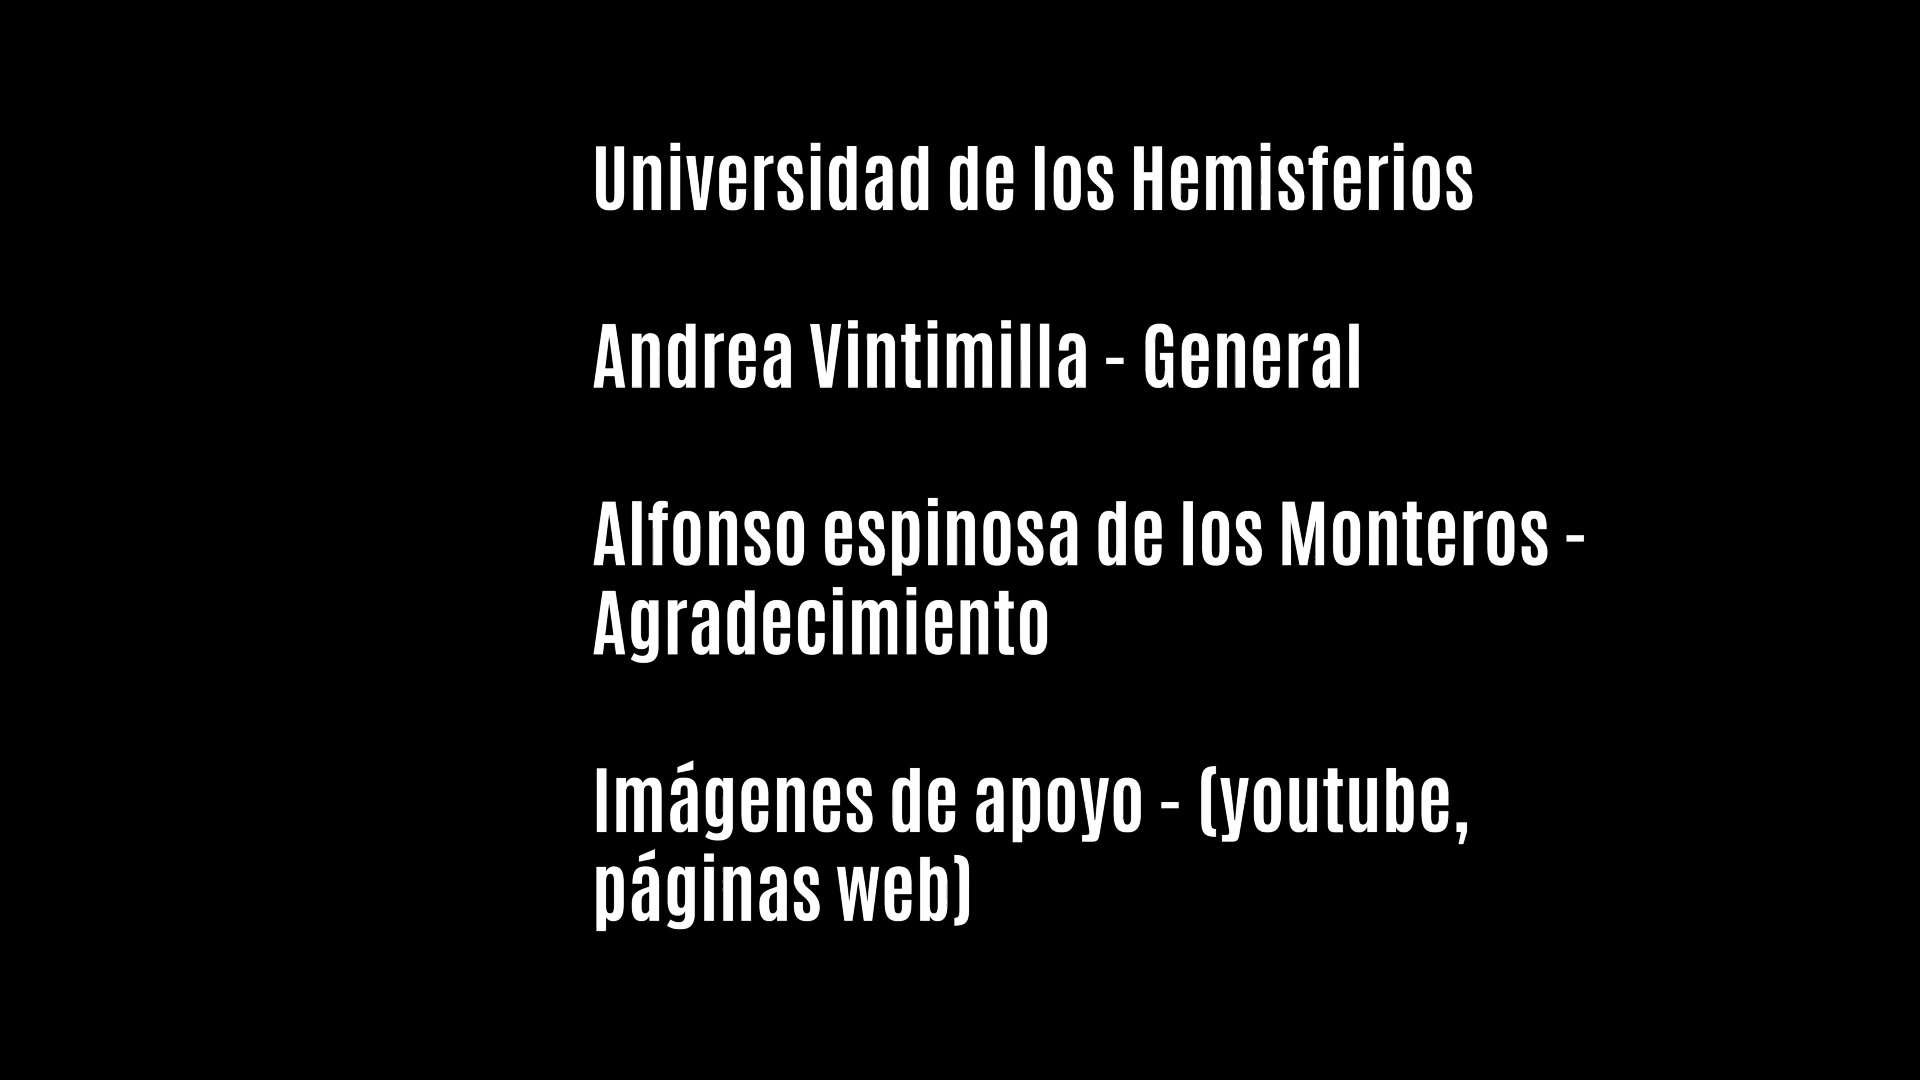 Universidad de los Hemisferios
Andrea Vintimilla - General
Alfonso espinosa de los Monteros -
Agradecimiento
Imágenes de apoyo - (youtube,
páginas web)